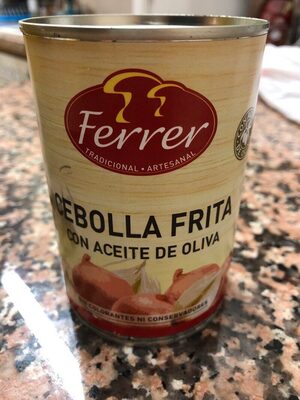 Ferrer
TRADICIONAL • ARTESANAL
CEBOLLA FRITA
CON ACEITE DE OLIVA
COLORANTES NI CONSERVADORES